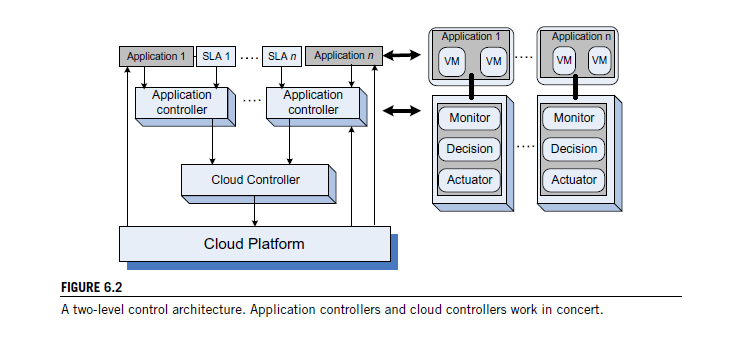 Application 1
SLA 1
....
SLA n
Application n
Application
controller
....
Application
controller
Cloud Controller
Cloud Platform
Application 1
VM
VM
....
Application n
VM
VM
Monitor
Decision
Actuator
....
Monitor
Decision
Actuator
FIGURE 6.2
A two-level control architecture. Application controllers and cloud controllers work in concert.